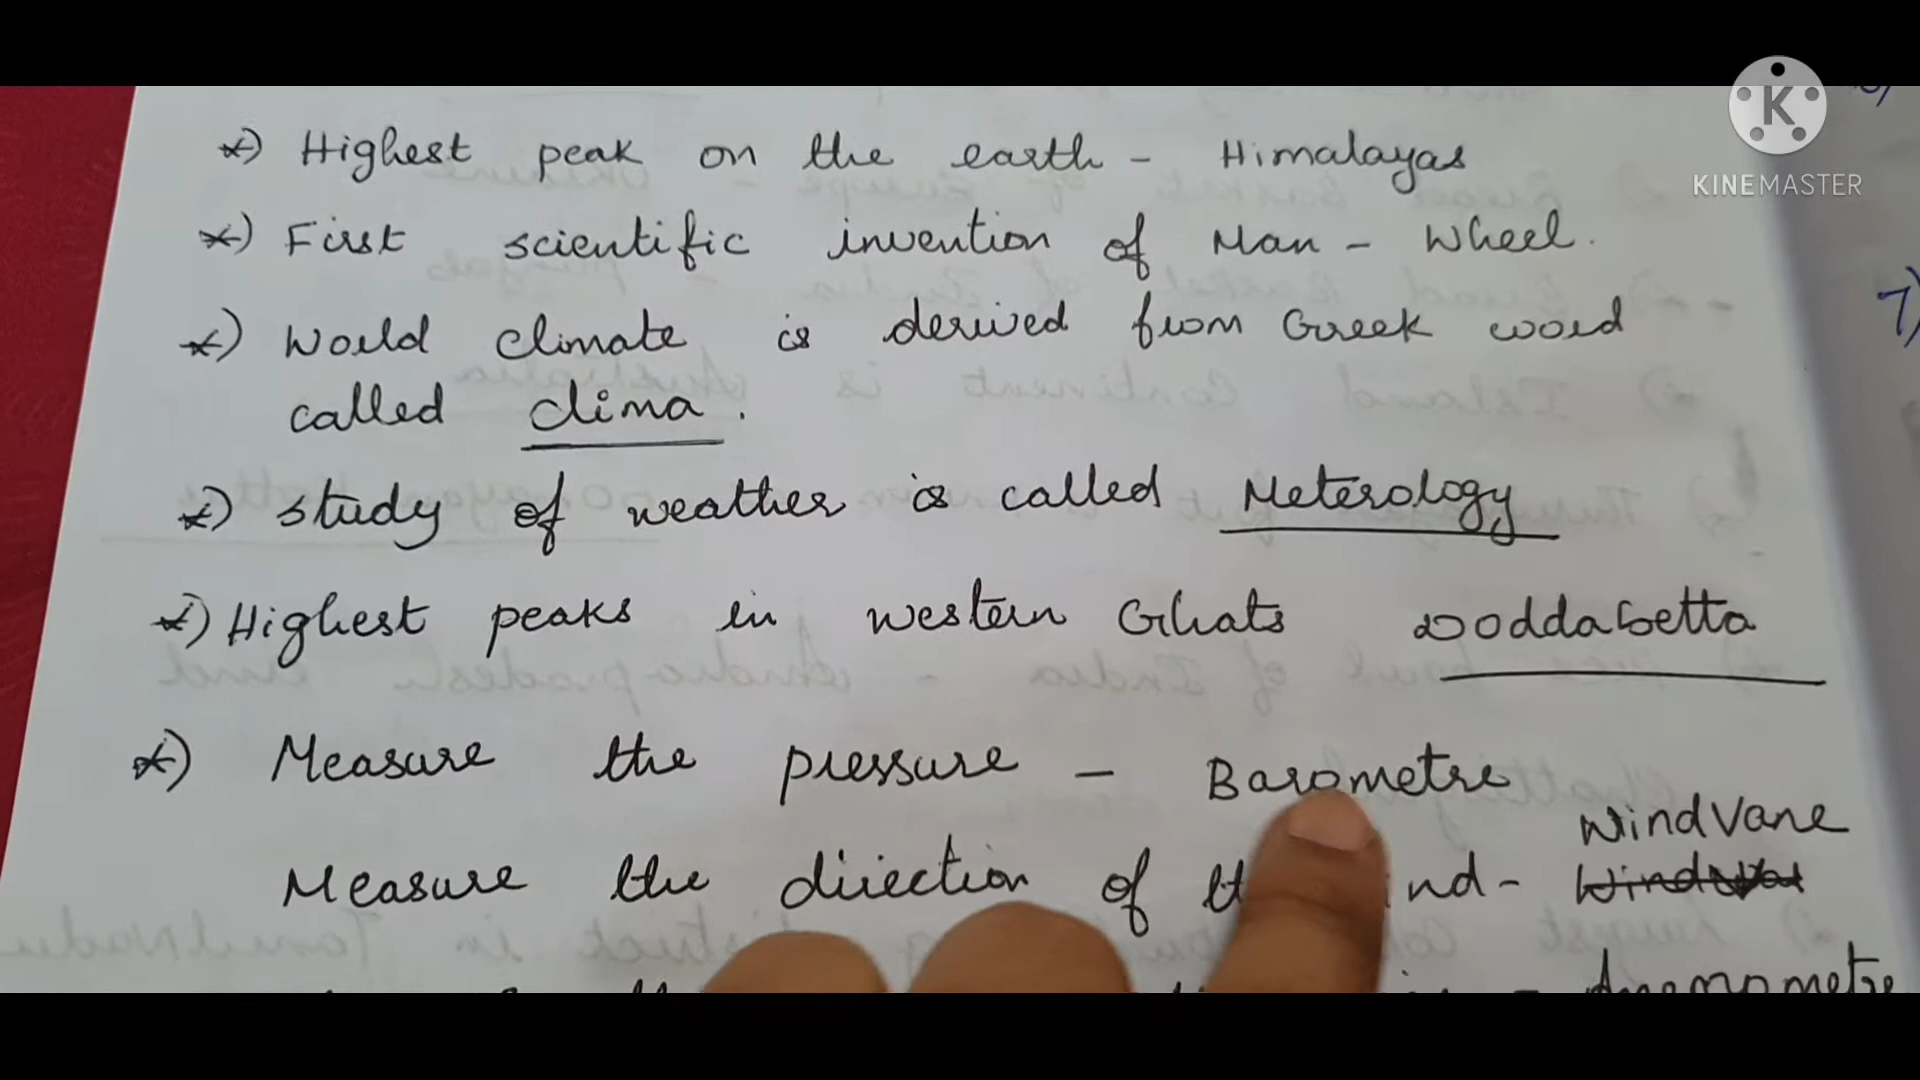 *) Highest peak on the earth - Himalayas
KINEMASTER
*) First scientific invention of Man - Wheel.
*) World climate is derived from Greek word
7)
called clima.
*) study of weather is called Meterology
*) Highest peaks in western Ghats Doddabetta
*) Measure the pressure - Barometre
WindVane
Measure the direction of
Anemometre